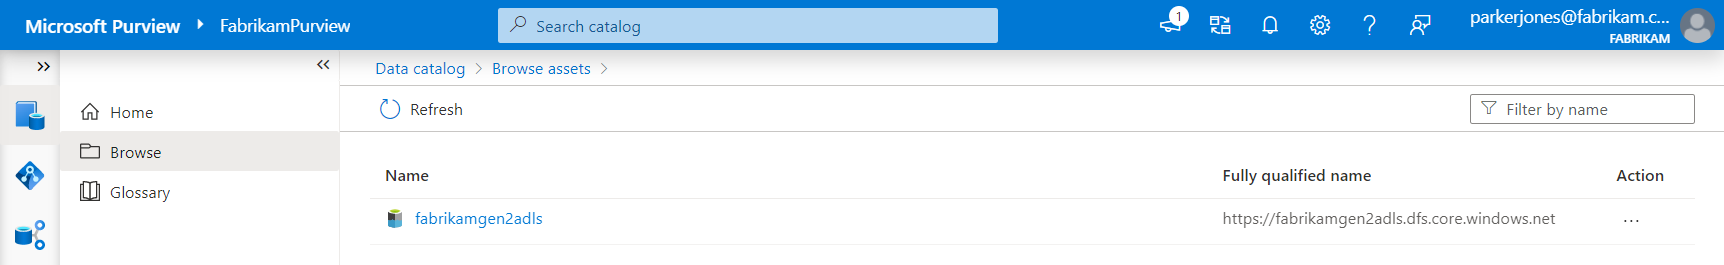 Microsoft Purview FabrikamPurview Search catalog 1 parkerjones@fabrikam.c...
FABRIKAM
Data catalog Browse assets
Home
Refresh Filter by name
Browse
Glossary
Name Fully qualified name Action
fabrikamgen2adls https://fabrikamgen2adls.dfs.core.windows.net ...